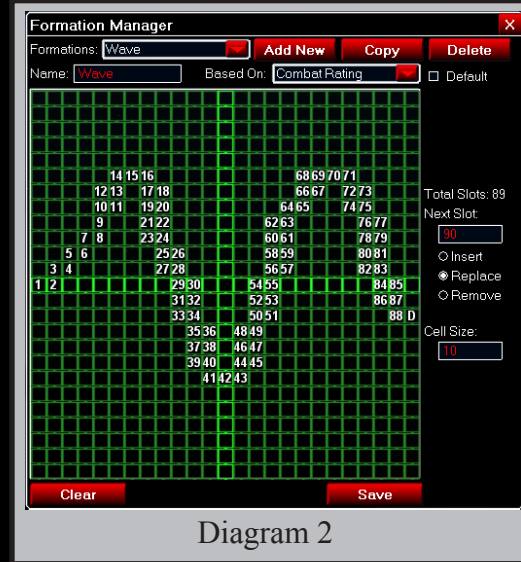 Formation Manager X
Formations: Wave Add New Copy Delete
Name: Wave Based On: Combat Rating Default
14 15 16 68 69 70 71
12 13 17 18 66 67 72 73
Total Slots: 89
10 11 19 20 64 65 74 75
Next Slot:
9 21 22 62 63 76 77
90
7 8 23 24 60 61 78 79
5 6 25 26 58 59 80 81
Insert
3 4 27 28 56 57 82 83
Replace
1 2 29 30 54 55 84 85
Remove
31 32 52 53 86 87
33 34 50 51 88 D
35 36 48 49
Cell Size:
37 38 46 47
10
39 40 44 45
41 42 43
Clear Save
Diagram 2